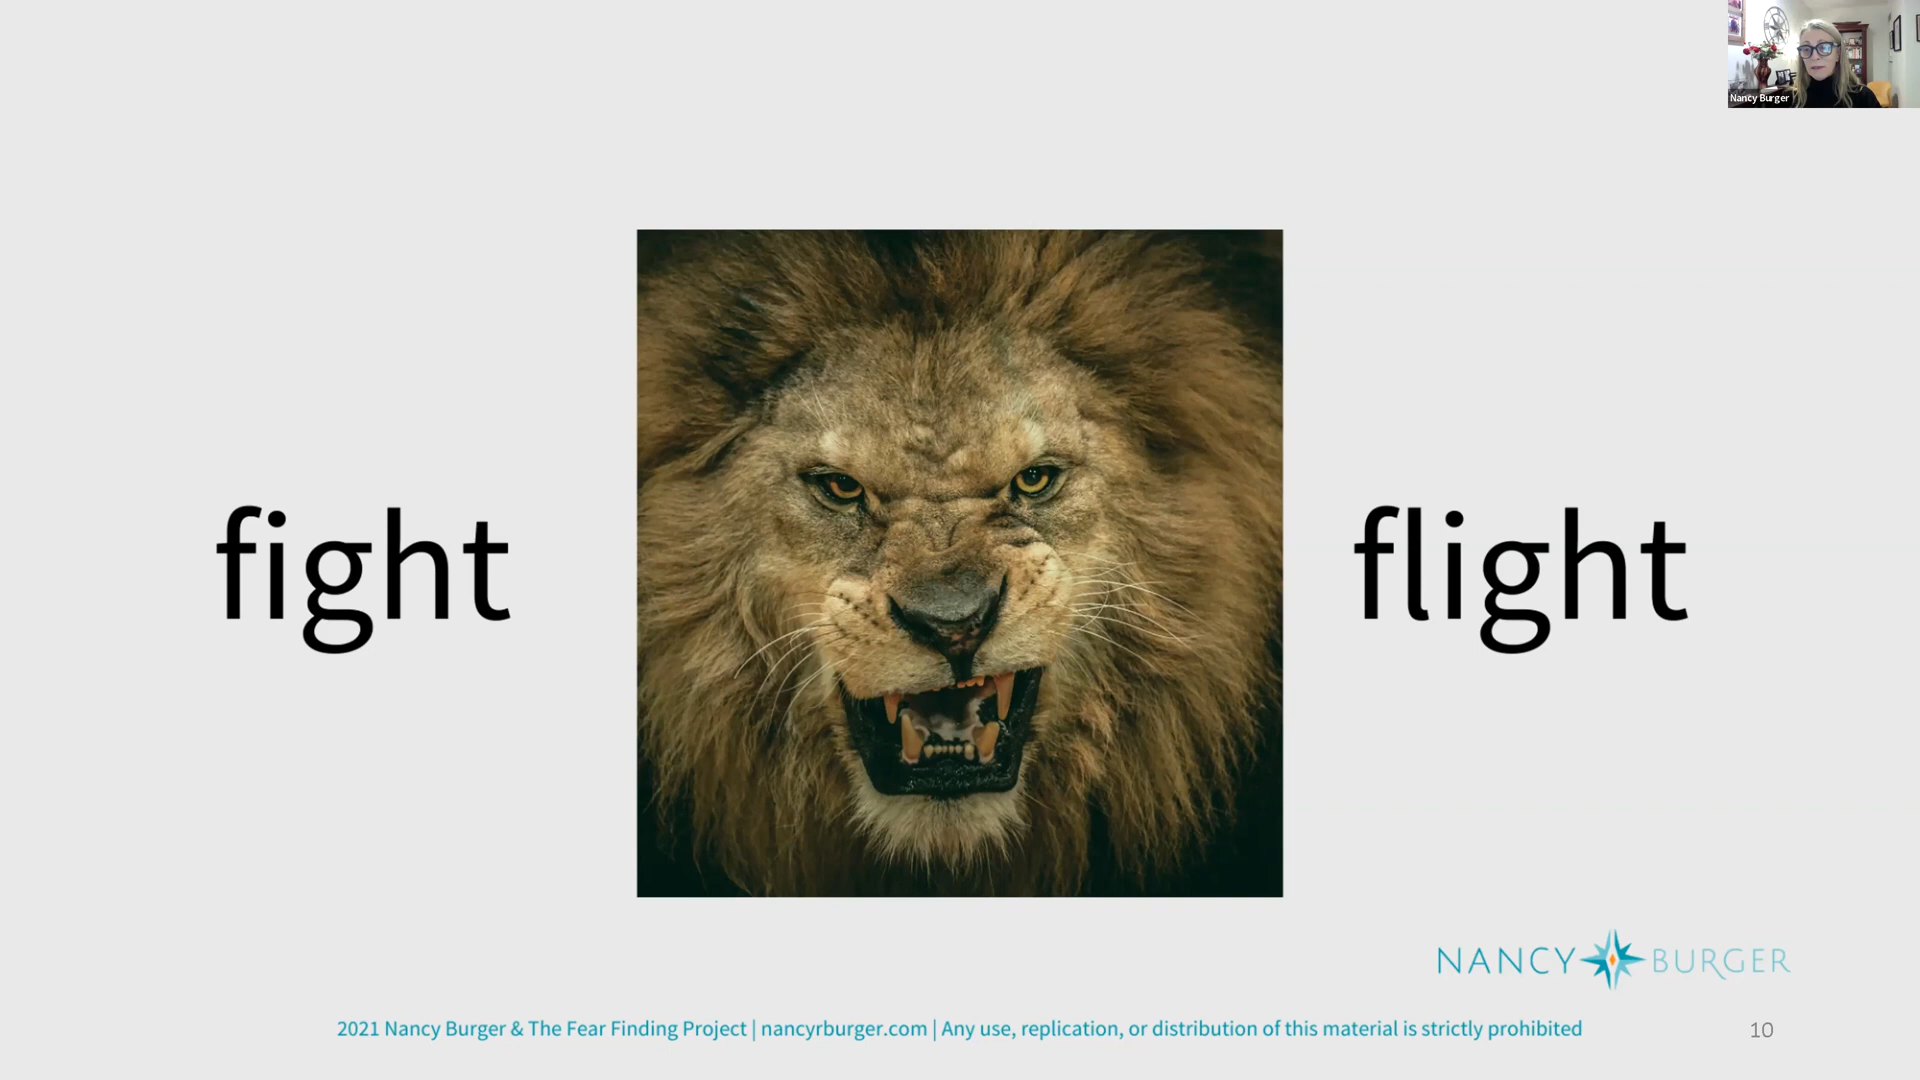 Nancy Burger
fight
flight
NANCY BURGER
2021 Nancy Burger & The Fear Finding Project | nancyrburger.com | Any use, replication, or distribution of this material is strictly prohibited
10